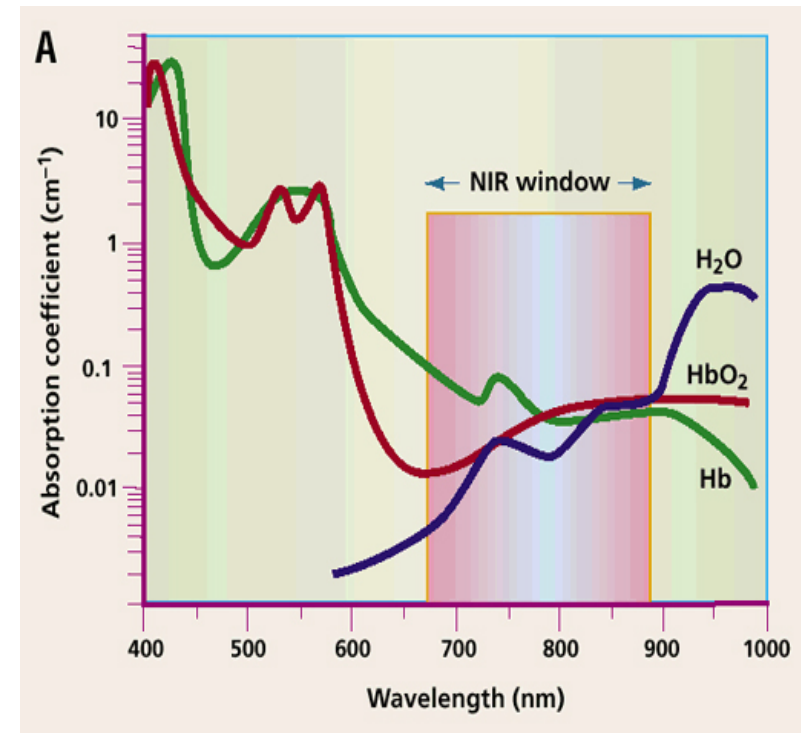 A
Absorption coefficient (cm⁻¹)
10
1
0.1
0.01
← NIR window →
H₂O
HbO₂
Hb
400 500 600 700 800 900 1000
Wavelength (nm)